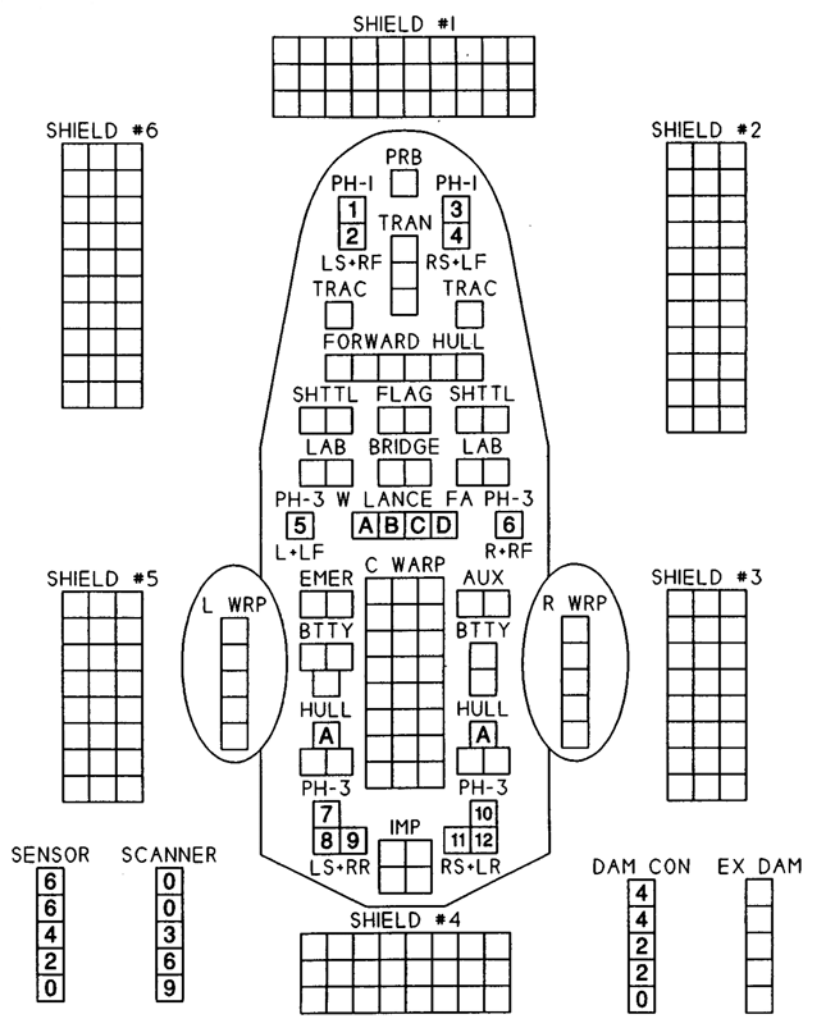 SHIELD #1
SHIELD #6
SHIELD #2
PRB
PH-1
PH-1
1
3
TRAN
2
4
LS+RF
RS+LF
TRAC
TRAC
FORWARD HULL
SHTTL
FLAG
SHTTL
LAB
BRIDGE
LAB
PH-3
W LANCE FA
PH-3
5
A B C D
6
L+LF
R+RF
C WARP
SHIELD #5
EMER
AUX
SHIELD #3
L WRP
R WRP
BTTY
BTTY
HULL
HULL
A
A
PH-3
PH-3
7
10
IMP
8 9
11 12
LS+RR
RS+LR
SENSOR
SCANNER
DAM CON
EX DAM
6
6
4
2
0
0
0
3
6
9
4
4
2
2
0
SHIELD #4